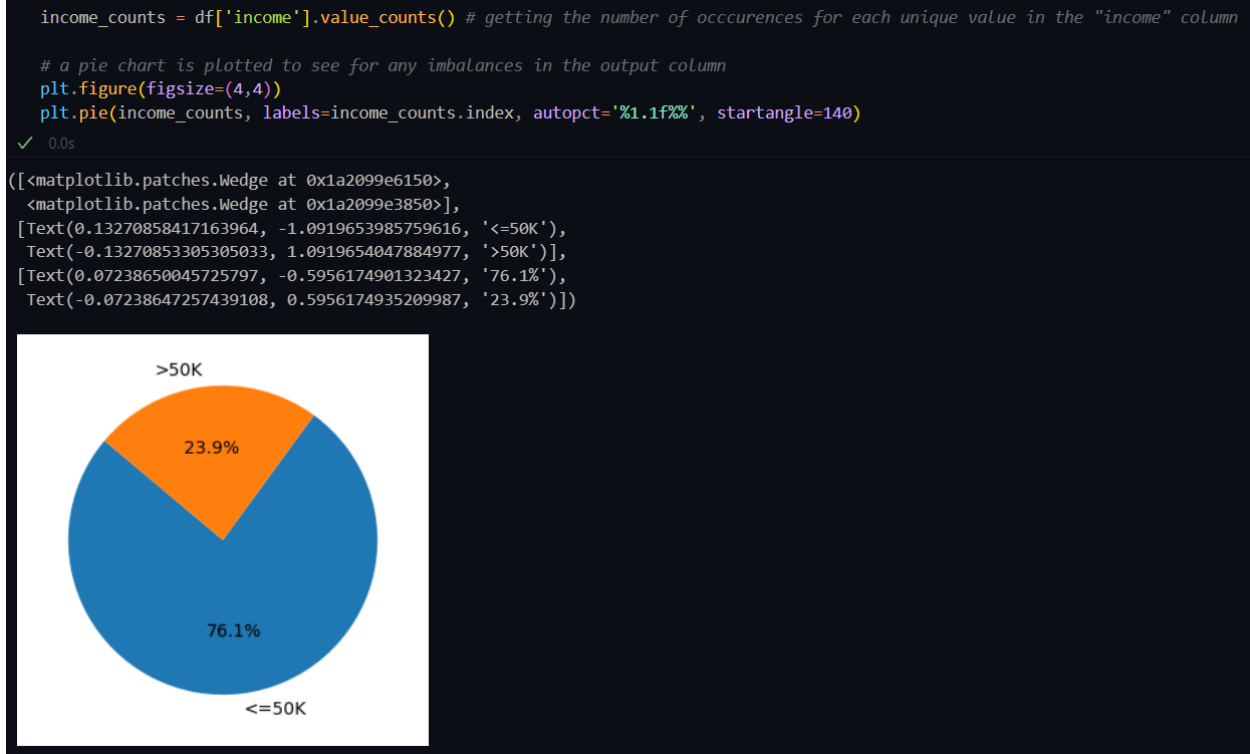 income_counts = df['income'].value_counts() # getting the number of occcurences for each unique value in the "income" column
# a pie chart is plotted to see for any imbalances in the output column
plt.figure(figsize=(4,4))
plt.pie(income_counts, labels=income_counts.index, autopct='%1.1f%%', startangle=140)
✓ 0.0s
([<matplotlib.patches.Wedge at 0x1a2099e6150>,
<matplotlib.patches.Wedge at 0x1a2099e3850>],
[Text(0.13270858417163964, -1.0919653985759616, '<=50K'),
Text(-0.13270853305305033, 1.0919654047884977, '>50K')],
[Text(0.07238650045725797, -0.5956174901323427, '76.1%'),
Text(-0.07238647257439108, 0.5956174935209987, '23.9%')])
>50K
23.9%
76.1%
<=50K